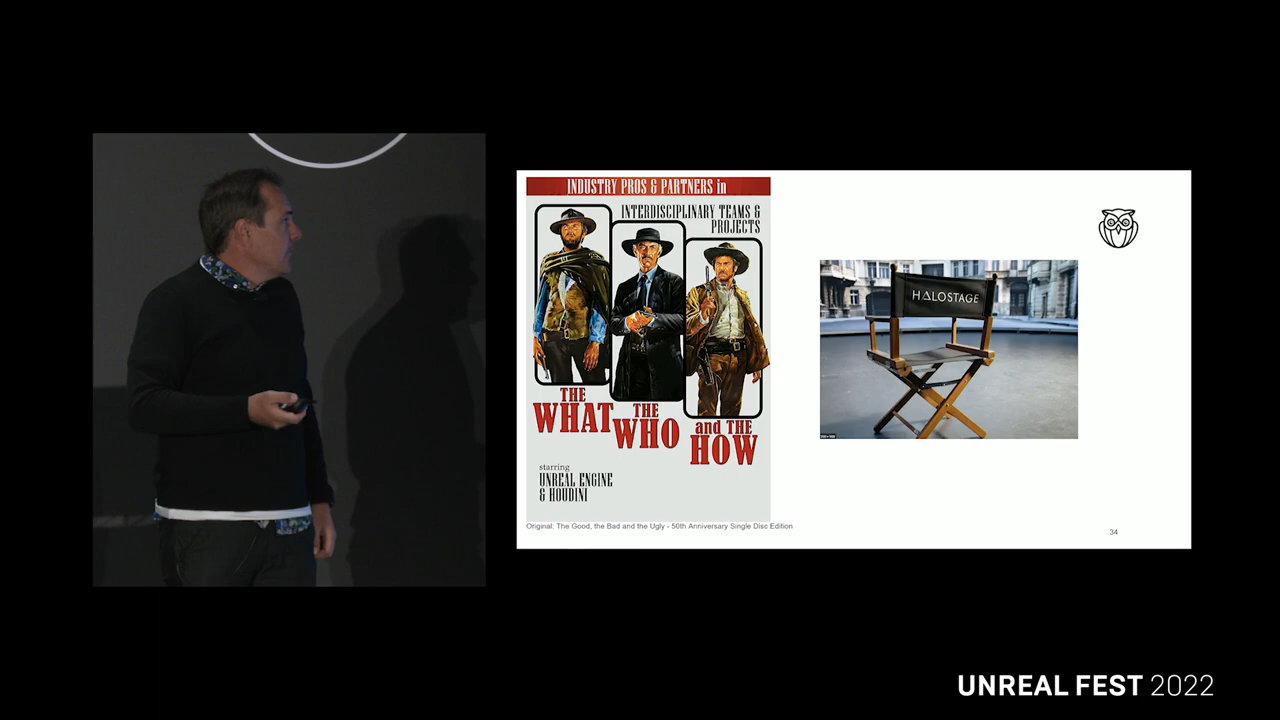 INDUSTRY PROS & PARTNERS in
INTERDISCIPLINARY TEAMS &
PROJECTS
THE
WHAT
THE
WHO
and THE
HOW
starring
UNREAL ENGINE
& HOUDINI
Original: The Good, the Bad and the Ugly - 50th Anniversary Single Disc Edition
HALOSTAGE
34
UNREAL FEST 2022